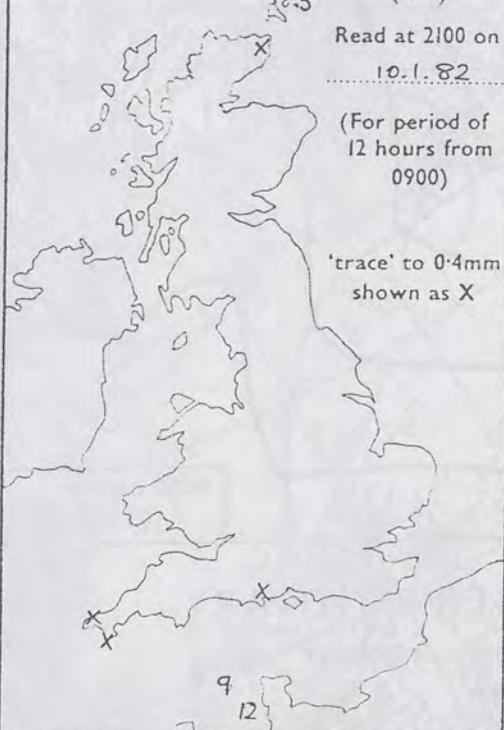 Read at 2100 on
10.1.82
(For period of
12 hours from
0900)
'trace' to 0·4mm
shown as X
X
X
X
X
9
12